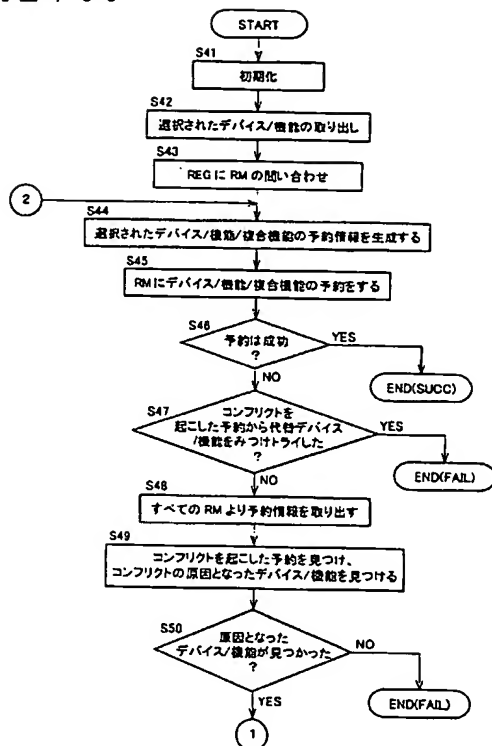 START
S41
初期化
S42
選択されたデバイス/機能の取り出し
S43
REGにRMの問い合わせ
2
S44
選択されたデバイス/機能/複合機能の予約情報を生成する
S45
RMにデバイス/機能/複合機能の予約をする
S46
予約は成功
?
YES
END(SUCC)
NO
S47
コンフリクトを
起こした予約から代替デバイス
/機能をみつけトライした
?
YES
END(FAIL)
NO
S48
すべてのRMより予約情報を取り出す
S49
コンフリクトを起こした予約を見つけ、
コンフリクトの原因となったデバイス/機能を見つける
S50
原因となった
デバイス/機能が見つかった
?
NO
END(FAIL)
YES
1